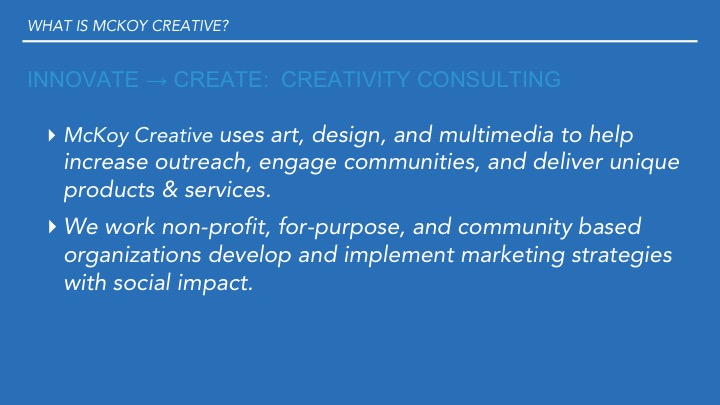 WHAT IS MCKOY CREATIVE?
INNOVATE → CREATE: CREATIVITY CONSULTING
McKoy Creative uses art, design, and multimedia to help
increase outreach, engage communities, and deliver unique
products & services.
We work non-profit, for-purpose, and community based
organizations develop and implement marketing strategies
with social impact.